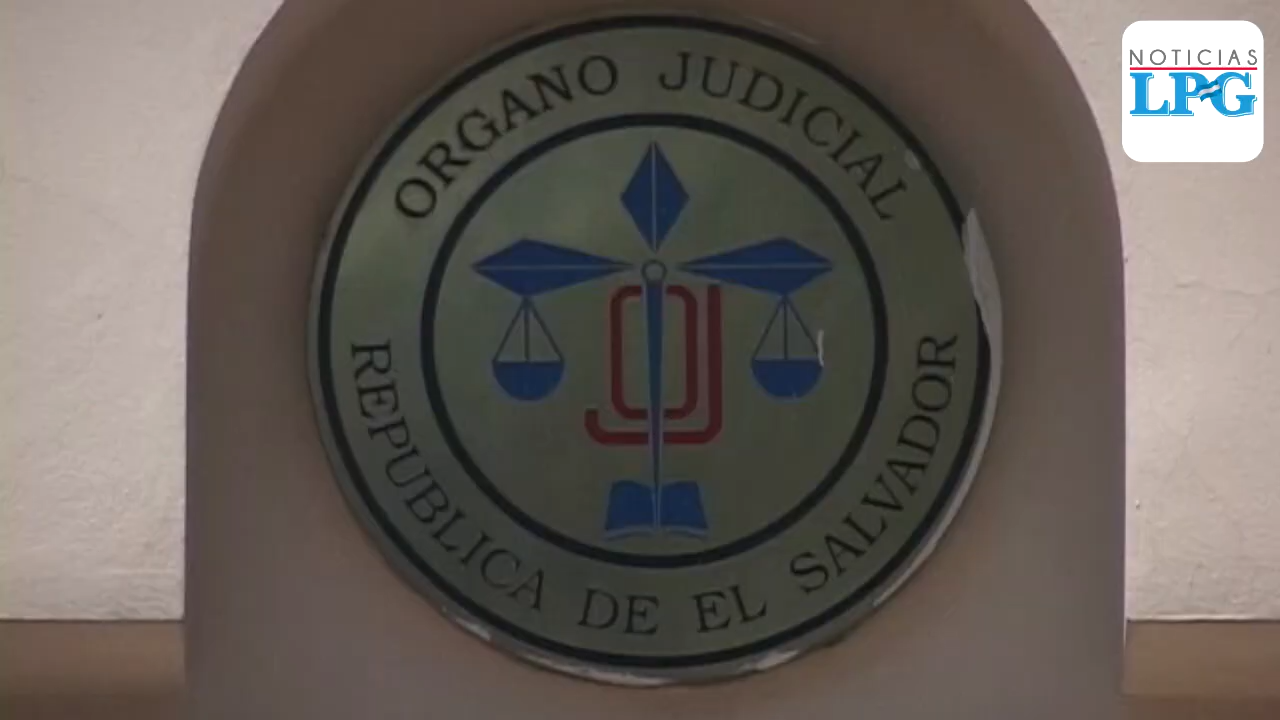 ORGANO JUDICIAL
REPUBLICA DE EL SALVADOR
OJ
NOTICIAS
LPG